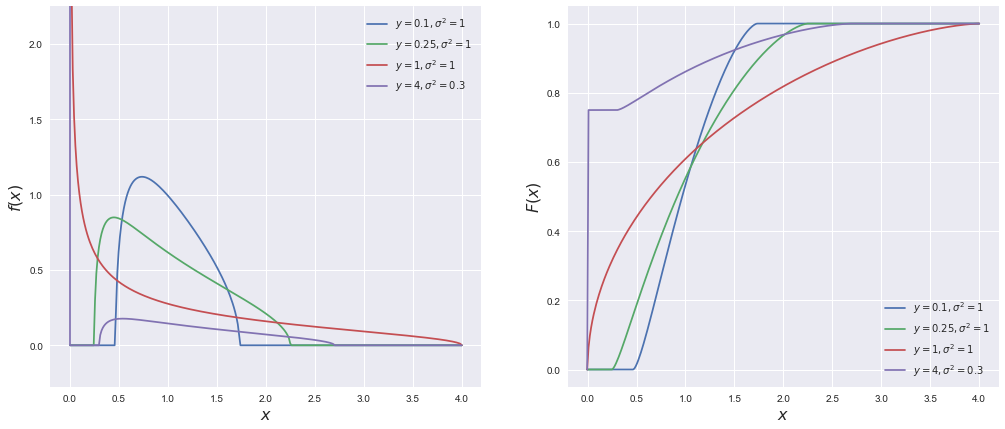 2.0
1.5
1.0
0.5
0.0
f(x)
0.0 0.5 1.0 1.5 2.0 2.5 3.0 3.5 4.0
x
y = 0.1, σ² = 1
y = 0.25, σ² = 1
y = 1, σ² = 1
y = 4, σ² = 0.3
1.0
0.8
0.6
0.4
0.2
0.0
F(x)
0.0 0.5 1.0 1.5 2.0 2.5 3.0 3.5 4.0
x
y = 0.1, σ² = 1
y = 0.25, σ² = 1
y = 1, σ² = 1
y = 4, σ² = 0.3